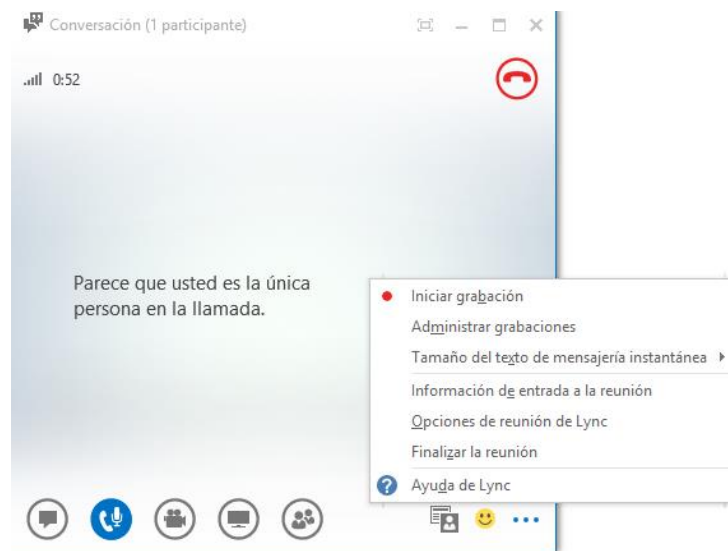 Conversación (1 participante)
0:52
Parece que usted es la única
persona en la llamada.
Iniciar grabación
Administrar grabaciones
Tamaño del texto de mensajería instantánea
Información de entrada a la reunión
Opciones de reunión de Lync
Finalizar la reunión
? Ayuda de Lync